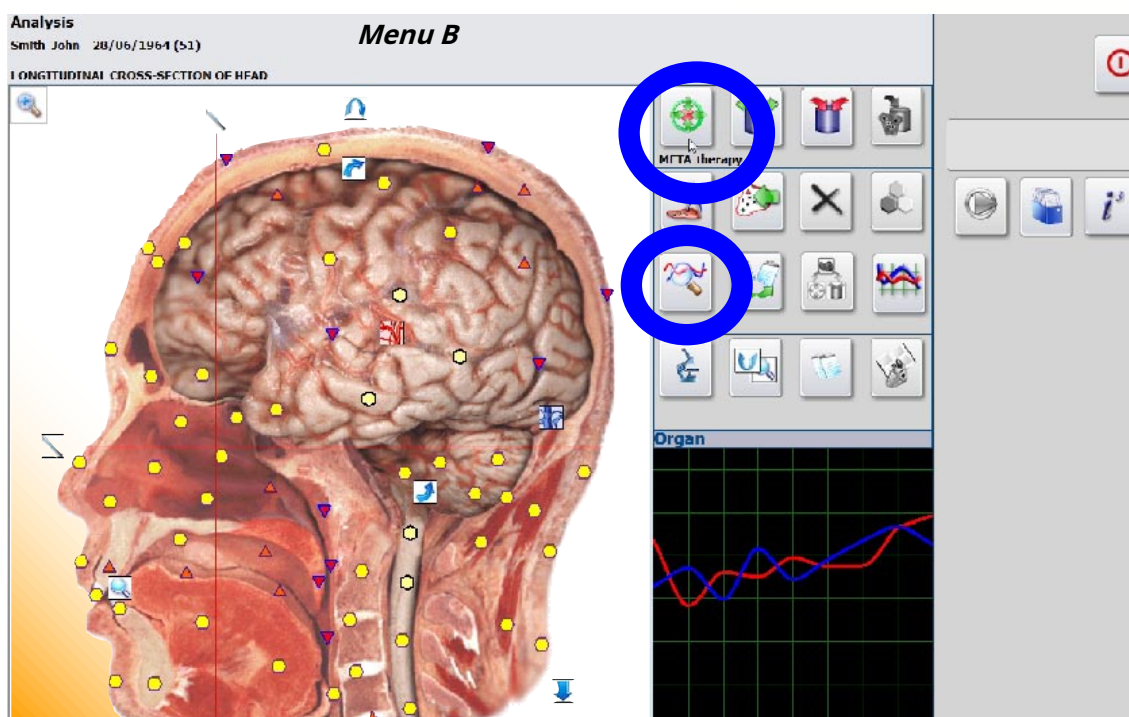 Analysis
Menu B
Smith John 28/06/1964 (51)
LONGITUDINAL CROSS-SECTION OF HEAD
META therapy
Organ